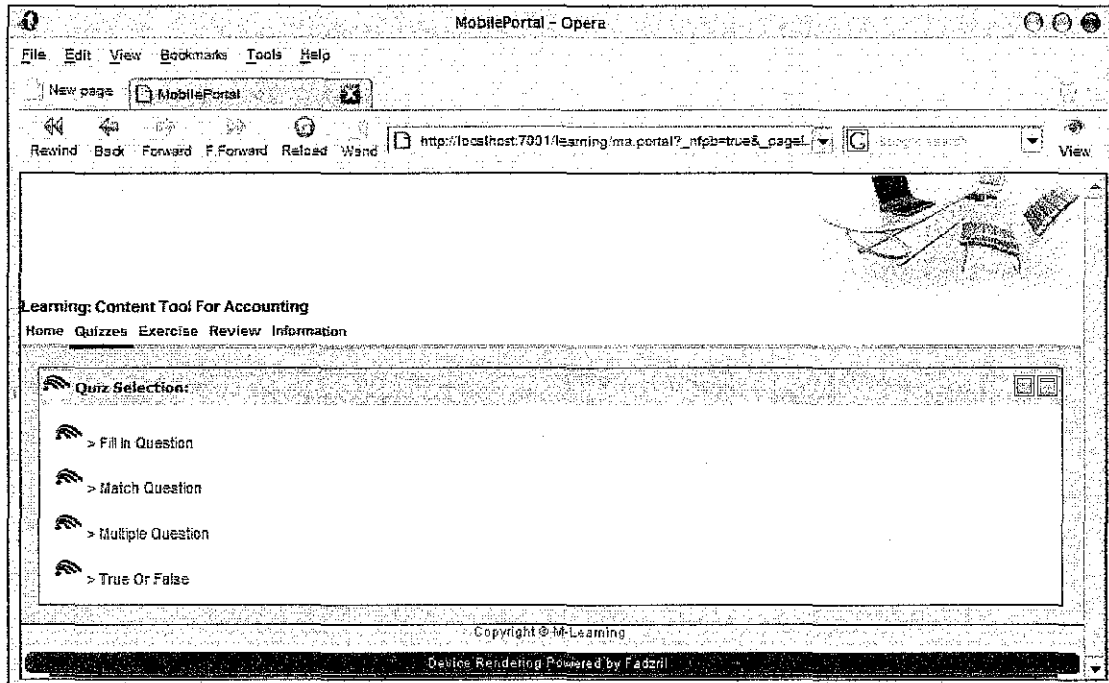 MobilePortal - Opera
File Edit View Bookmarks Tools Help
New page MobilePortal
Rewind Back Forward F.Forward Reload Wand http://localhost:7001/learning/ma.portal?_nfpb=true&_pageL Google search View
Learning: Content Tool For Accounting
Home Quizzes Exercise Review Information
Quiz Selection:
> Fill In Question
> Match Question
> Multiple Question
> True Or False
Copyright © M-Learning
Device Rendering Powered by Fadzril